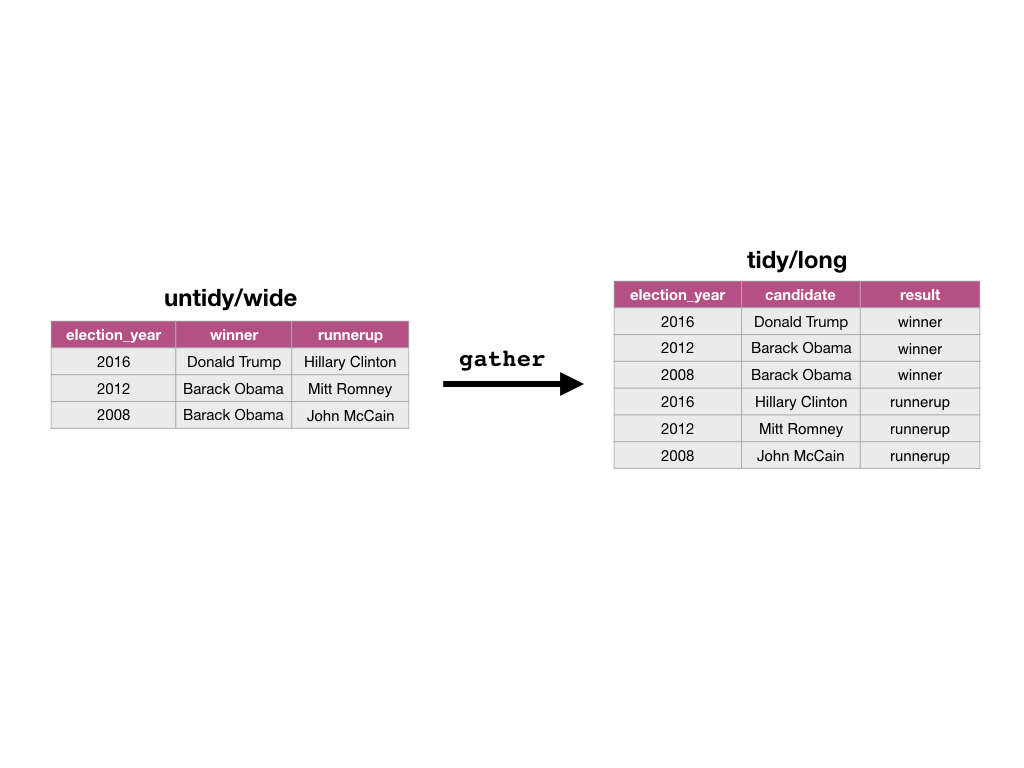 untidy/wide
election_year winner runnerup
2016 Donald Trump Hillary Clinton
2012 Barack Obama Mitt Romney
2008 Barack Obama John McCain
gather
tidy/long
election_year candidate result
2016 Donald Trump winner
2012 Barack Obama winner
2008 Barack Obama winner
2016 Hillary Clinton runnerup
2012 Mitt Romney runnerup
2008 John McCain runnerup